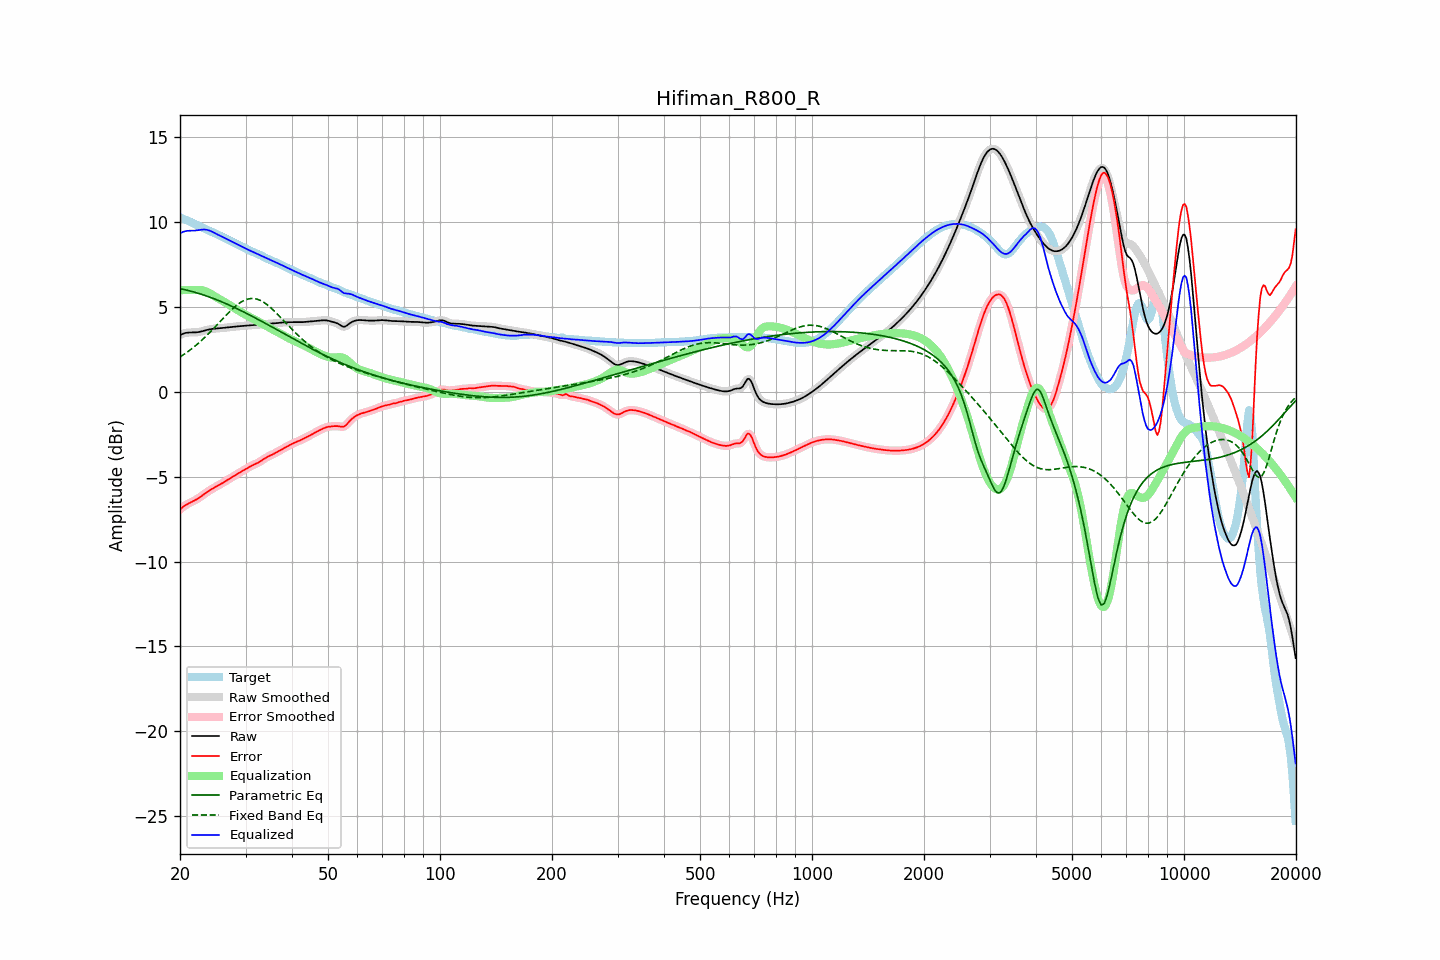 Hifiman_R800_R
Amplitude (dBr)
15
10
5
0
−5
−10
−15
−20
−25
Target
Raw Smoothed
Error Smoothed
Raw
Error
Equalization
Parametric Eq
Fixed Band Eq
Equalized
20 50 100 200 500 1000 2000 5000 10000 20000
Frequency (Hz)